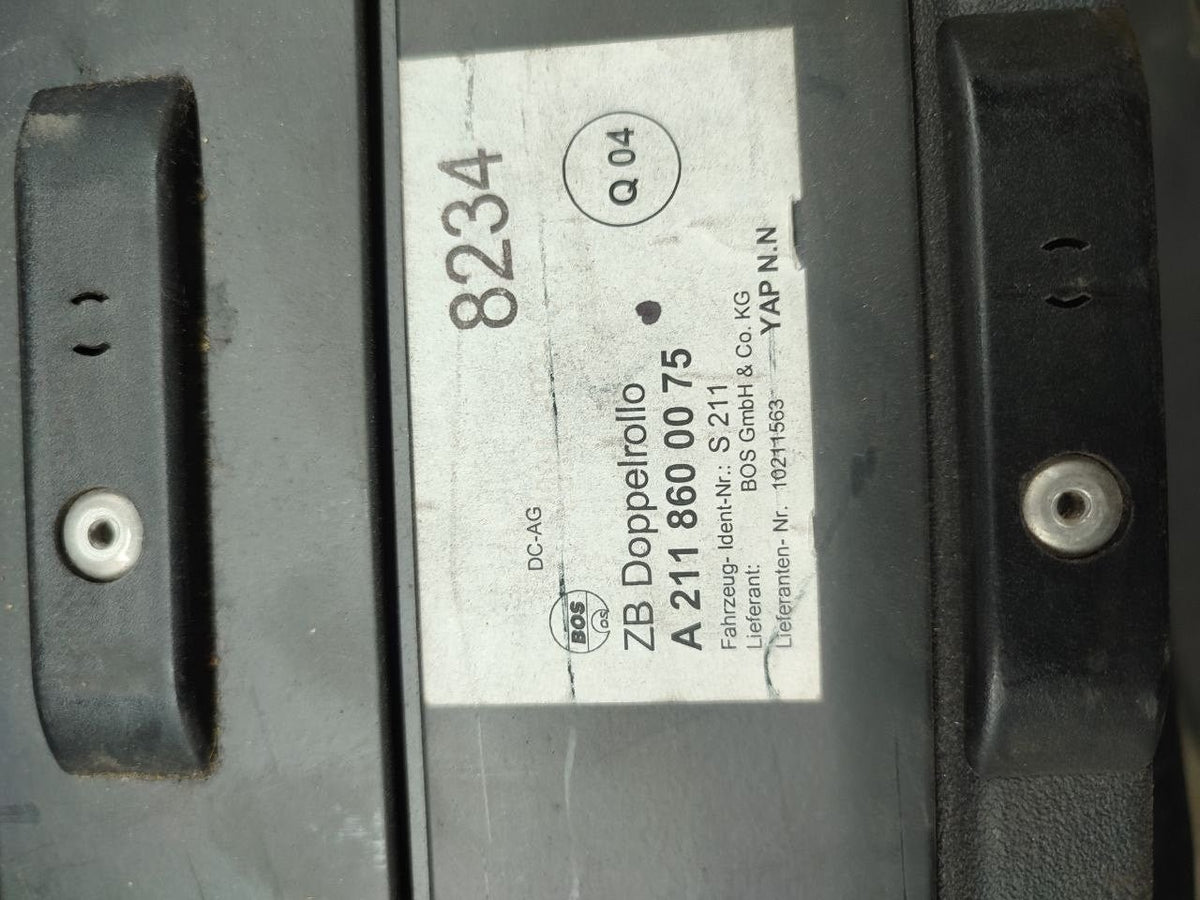 8234
DC-AG
BOS
OS
Q 04
ZB Doppelrollo
A 211 860 00 75
Fahrzeug- Ident-Nr.: S 211
Lieferant: BOS GmbH & Co. KG
Lieferanten- Nr. 10211563 YAP N.N